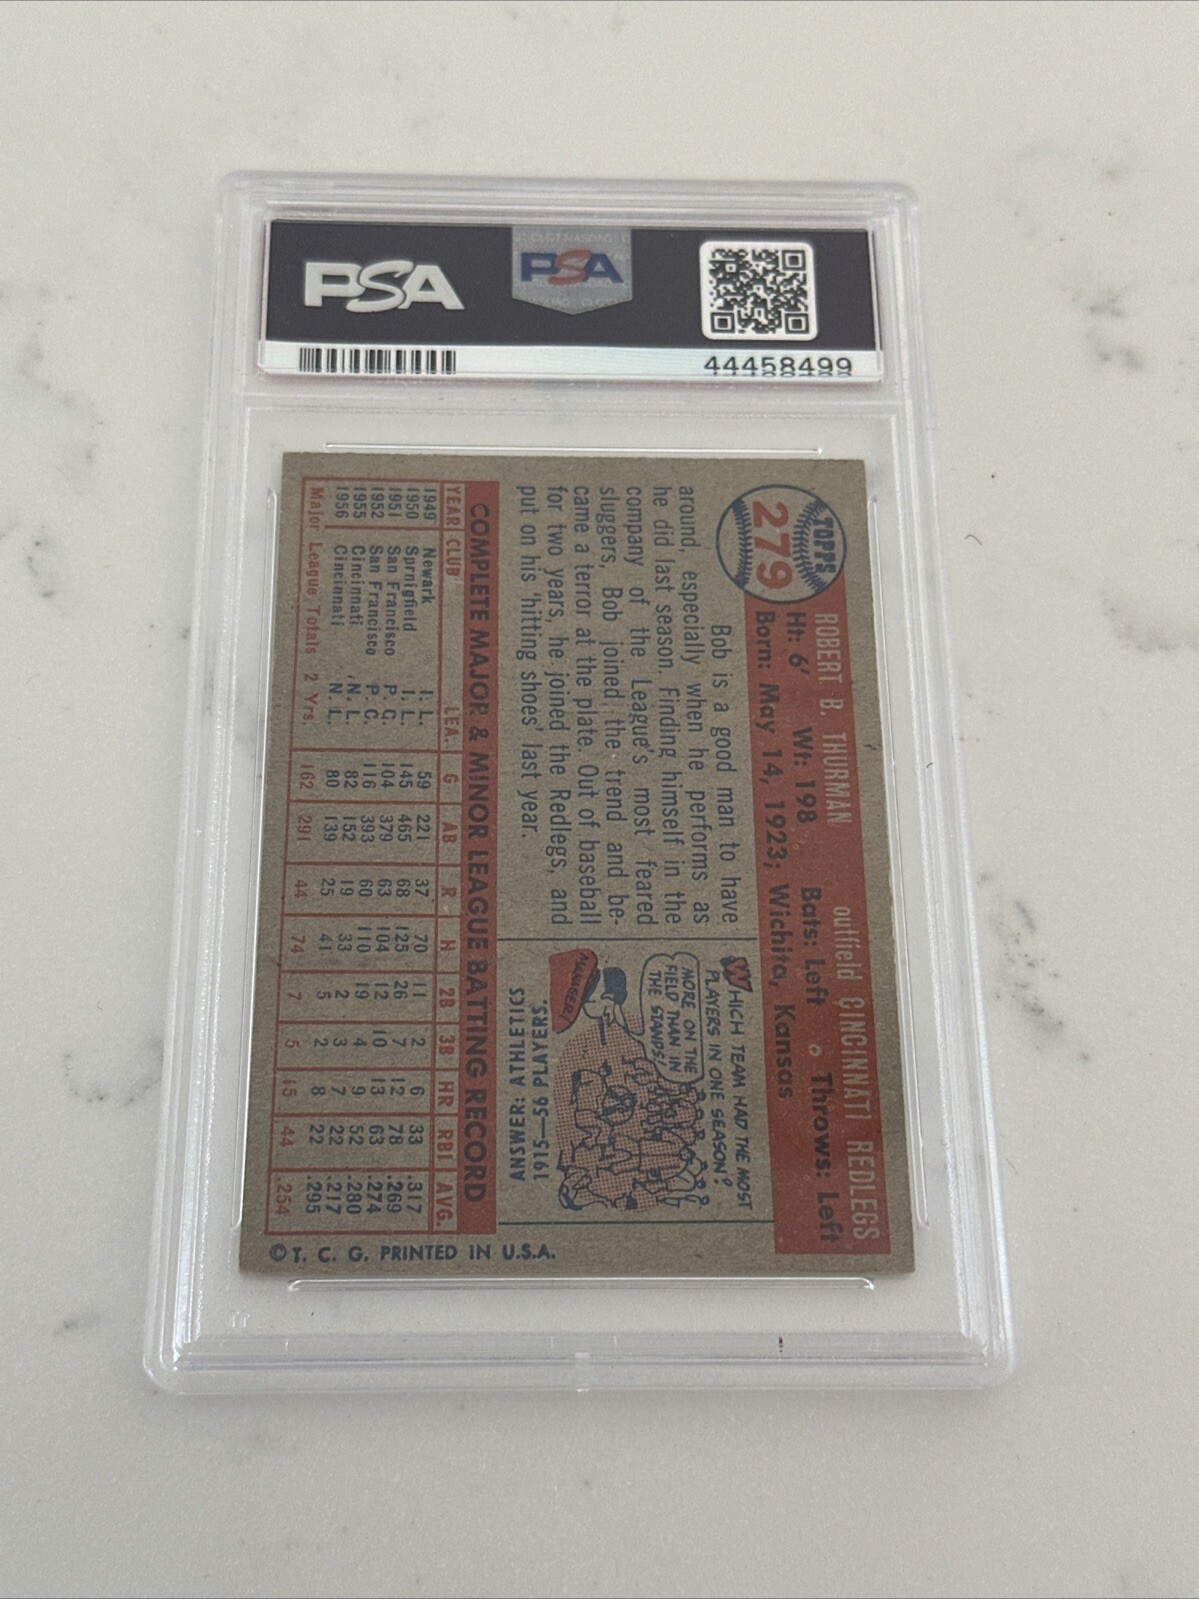 PSA
PSA
44458499
TOPPS
279
ROBERT B. THURMAN outfield CINCINNATI REDLEGS
Ht: 6' Wt: 198 Bats: Left Throws: Left
Born: May 14, 1923; Wichita, Kansas
Bob is a good man to have
around, especially when he performs as
he did last season. Finding himself in the
company of the League's most feared
sluggers, Bob joined the trend and be-
came a terror at the plate. Out of baseball
for two years, he joined the Redlegs, and
put on his 'hitting shoes' last year.
WHICH TEAM HAD THE MOST
PLAYERS IN ONE SEASON?
MORE ON THE
FIELD THAN IN
THE STANDS!
MANAGER!
ANSWER: ATHLETICS
1915—56 PLAYERS.
COMPLETE MAJOR & MINOR LEAGUE BATTING RECORD
YEAR CLUB LEA. G AB R H 2B 3B HR RBI AVG.
1949 Newark I. L. 59 221 37 70 11 2 6 33 .317
1950 Sprnigfield I. L. 145 465 68 125 26 7 12 78 .269
1951 San Francisco P. C. 104 379 63 104 12 10 13 63 .274
1952 San Francisco P. C. 116 393 60 110 19 4 9 52 .280
1955 Cincinnati N. L. 82 152 19 33 2 3 7 22 .217
1956 Cincinnati N. L. 80 139 25 41 5 2 8 22 .295
Major League Totals 2 Yrs. 162 291 44 74 7 5 15 44 .254
© T. C. G. PRINTED IN U.S.A.